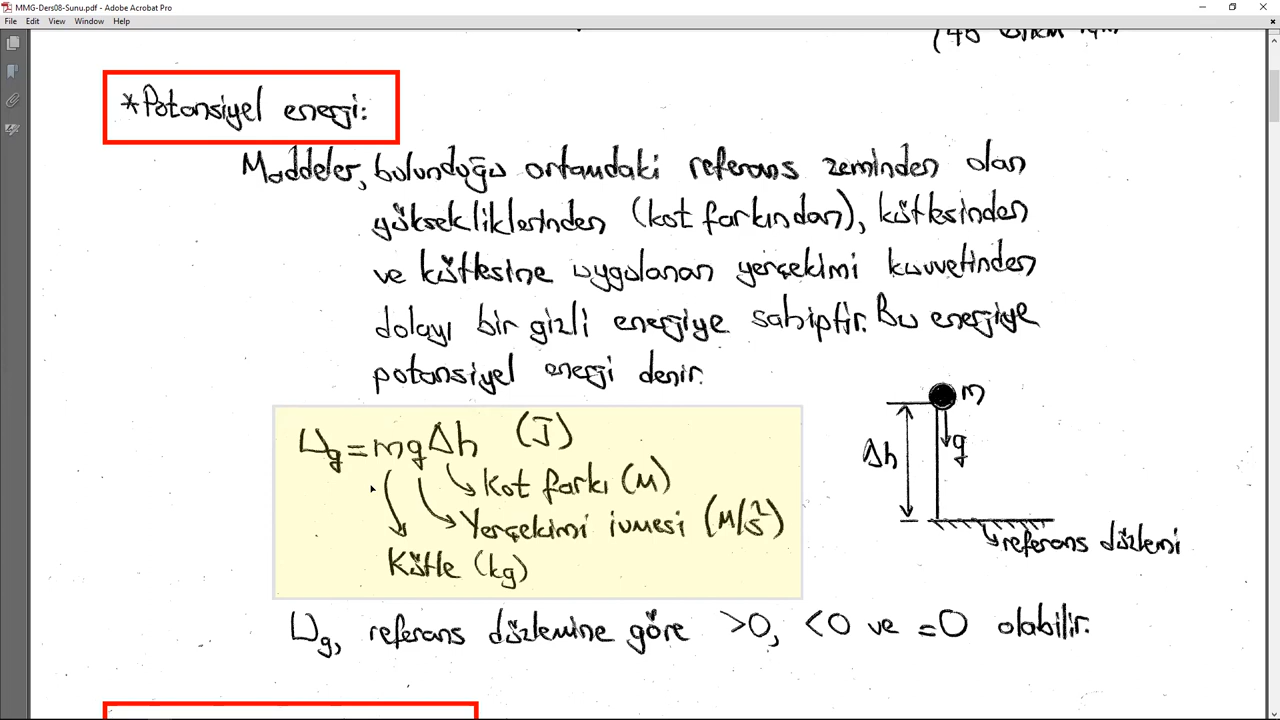 MMG-Ders08-Sunu.pdf - Adobe Acrobat Pro
File Edit View Window Help
*Potansiyel enerji:
Maddeler, bulunduğu ortamdaki referans zeminden olan
yüksekliklerinden (kot farkından), kütlesinden
ve kütlesine uygulanan yerçekimi kuvvetinden
dolayı bir gizli enerjiye sahiptir. Bu enerjiye
potansiyel enerji denir.
m
Ug = mgΔh (J)
g
Δh
Kot farkı (m)
Yerçekimi ivmesi (m/s²)
referans düzlemi
Kütle (kg)
Ug, referans düzlemine göre >0, <0 ve =0 olabilir.